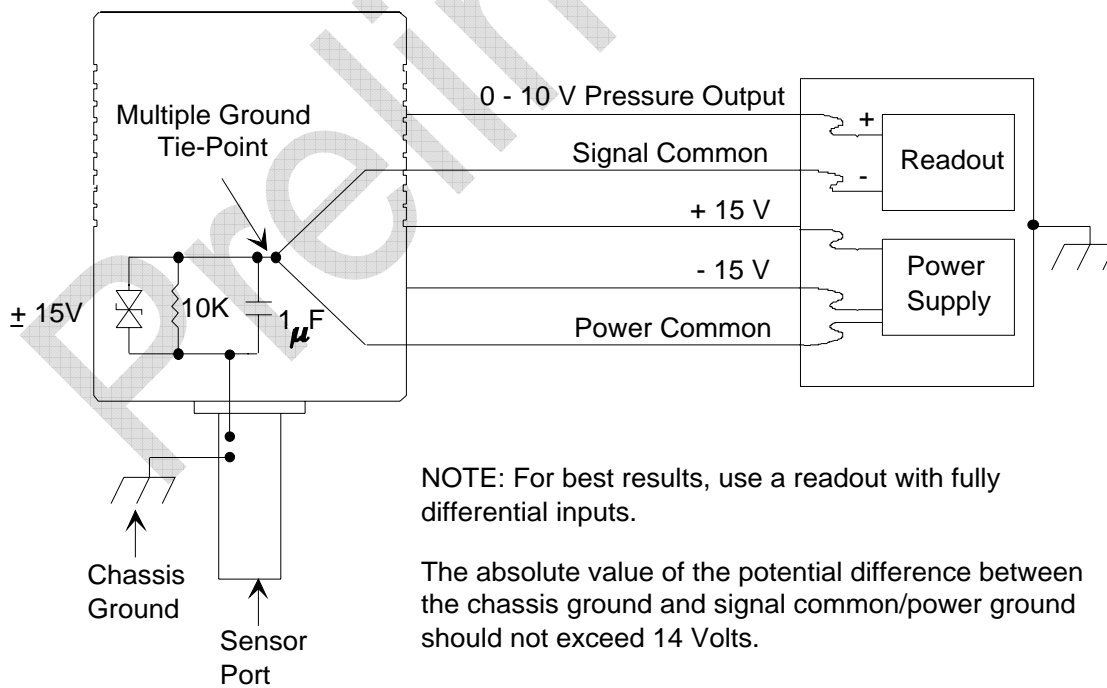 Prelin
0 - 10 V Pressure Output
Multiple Ground
Tie-Point
+
Readout
Signal Common
-
+ 15 V
- 15 V
Power
Supply
± 15V
10K
1µF
Power Common
NOTE: For best results, use a readout with fully
differential inputs.
Chassis
Ground
The absolute value of the potential difference between
the chassis ground and signal common/power ground
should not exceed 14 Volts.
Sensor
Port